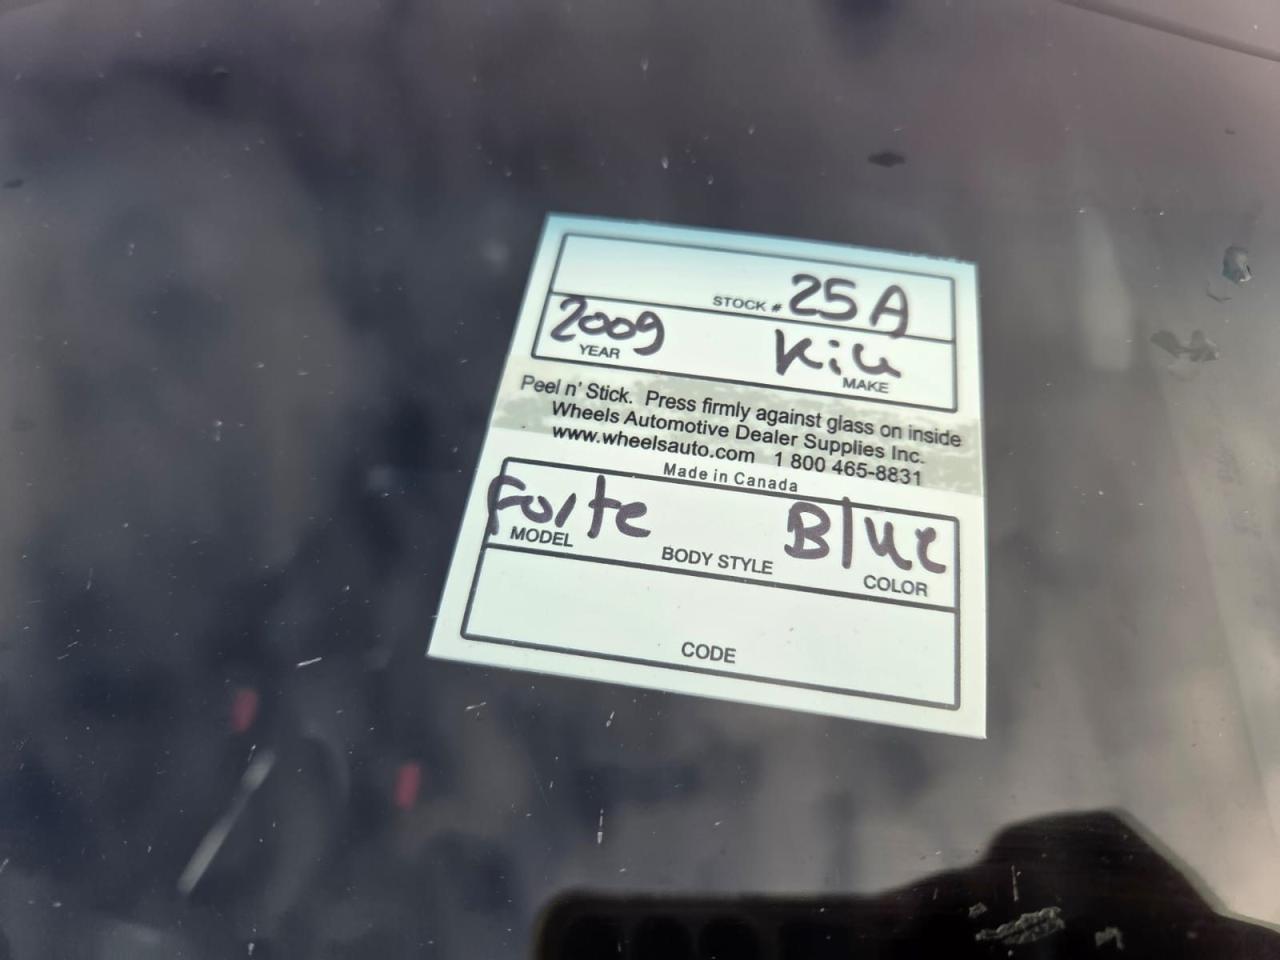 STOCK # 25A
2009 Kia
YEAR MAKE
Peel n' Stick. Press firmly against glass on inside
Wheels Automotive Dealer Supplies Inc.
www.wheelsauto.com 1 800 465-8831
Made in Canada
Forte Blue
MODEL BODY STYLE COLOR
CODE